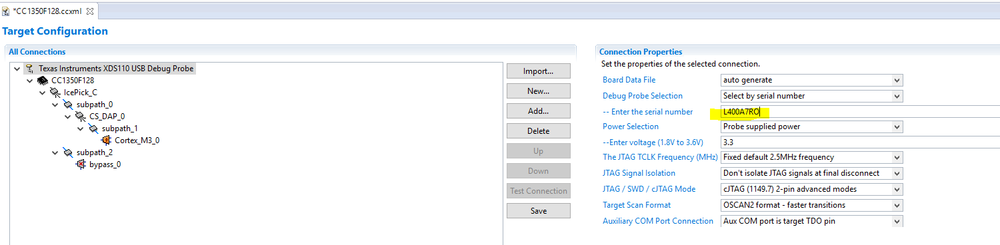 *CC1350F128.ccxml
Target Configuration
All Connections
Texas Instruments XDS110 USB Debug Probe
CC1350F128
IcePick_C
subpath_0
CS_DAP_0
subpath_1
Cortex_M3_0
subpath_2
bypass_0
Import...
New...
Add...
Delete
Up
Down
Test Connection
Save
Connection Properties
Set the properties of the selected connection.
Board Data File auto generate
Debug Probe Selection Select by serial number
-- Enter the serial number L400A7RO
Power Selection Probe supplied power
--Enter voltage (1.8V to 3.6V) 3.3
The JTAG TCLK Frequency (MHz) Fixed default 2.5MHz frequency
JTAG Signal Isolation Don't isolate JTAG signals at final disconnect
JTAG / SWD / cJTAG Mode cJTAG (1149.7) 2-pin advanced modes
Target Scan Format OSCAN2 format - faster transitions
Auxiliary COM Port Connection Aux COM port is target TDO pin